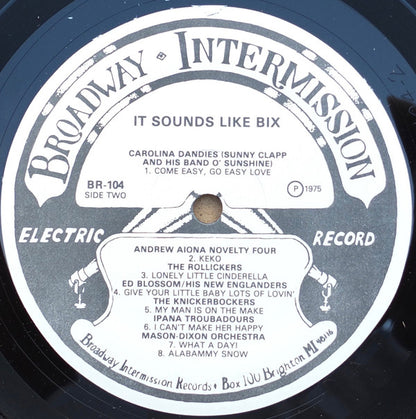 BROADWAY · INTERMISSION
IT SOUNDS LIKE BIX
CAROLINA DANDIES (SUNNY CLAPP
AND HIS BAND O' SUNSHINE)
1. COME EASY, GO EASY LOVE
BR-104
SIDE TWO
Ⓟ 1975
ELECTRIC
RECORD
ANDREW AIONA NOVELTY FOUR
2. KEKO
THE ROLLICKERS
3. LONELY LITTLE CINDERELLA
ED BLOSSOM/HIS NEW ENGLANDERS
4. GIVE YOUR LITTLE BABY LOTS OF LOVIN'
THE KNICKERBOCKERS
5. MY MAN IS ON THE MAKE
IPANA TROUBADOURS
6. I CAN'T MAKE HER HAPPY
MASON-DIXON ORCHESTRA
7. WHAT A DAY!
8. ALABAMMY SNOW
Broadway Intermission Records · Box 100 Brighton MI 48116